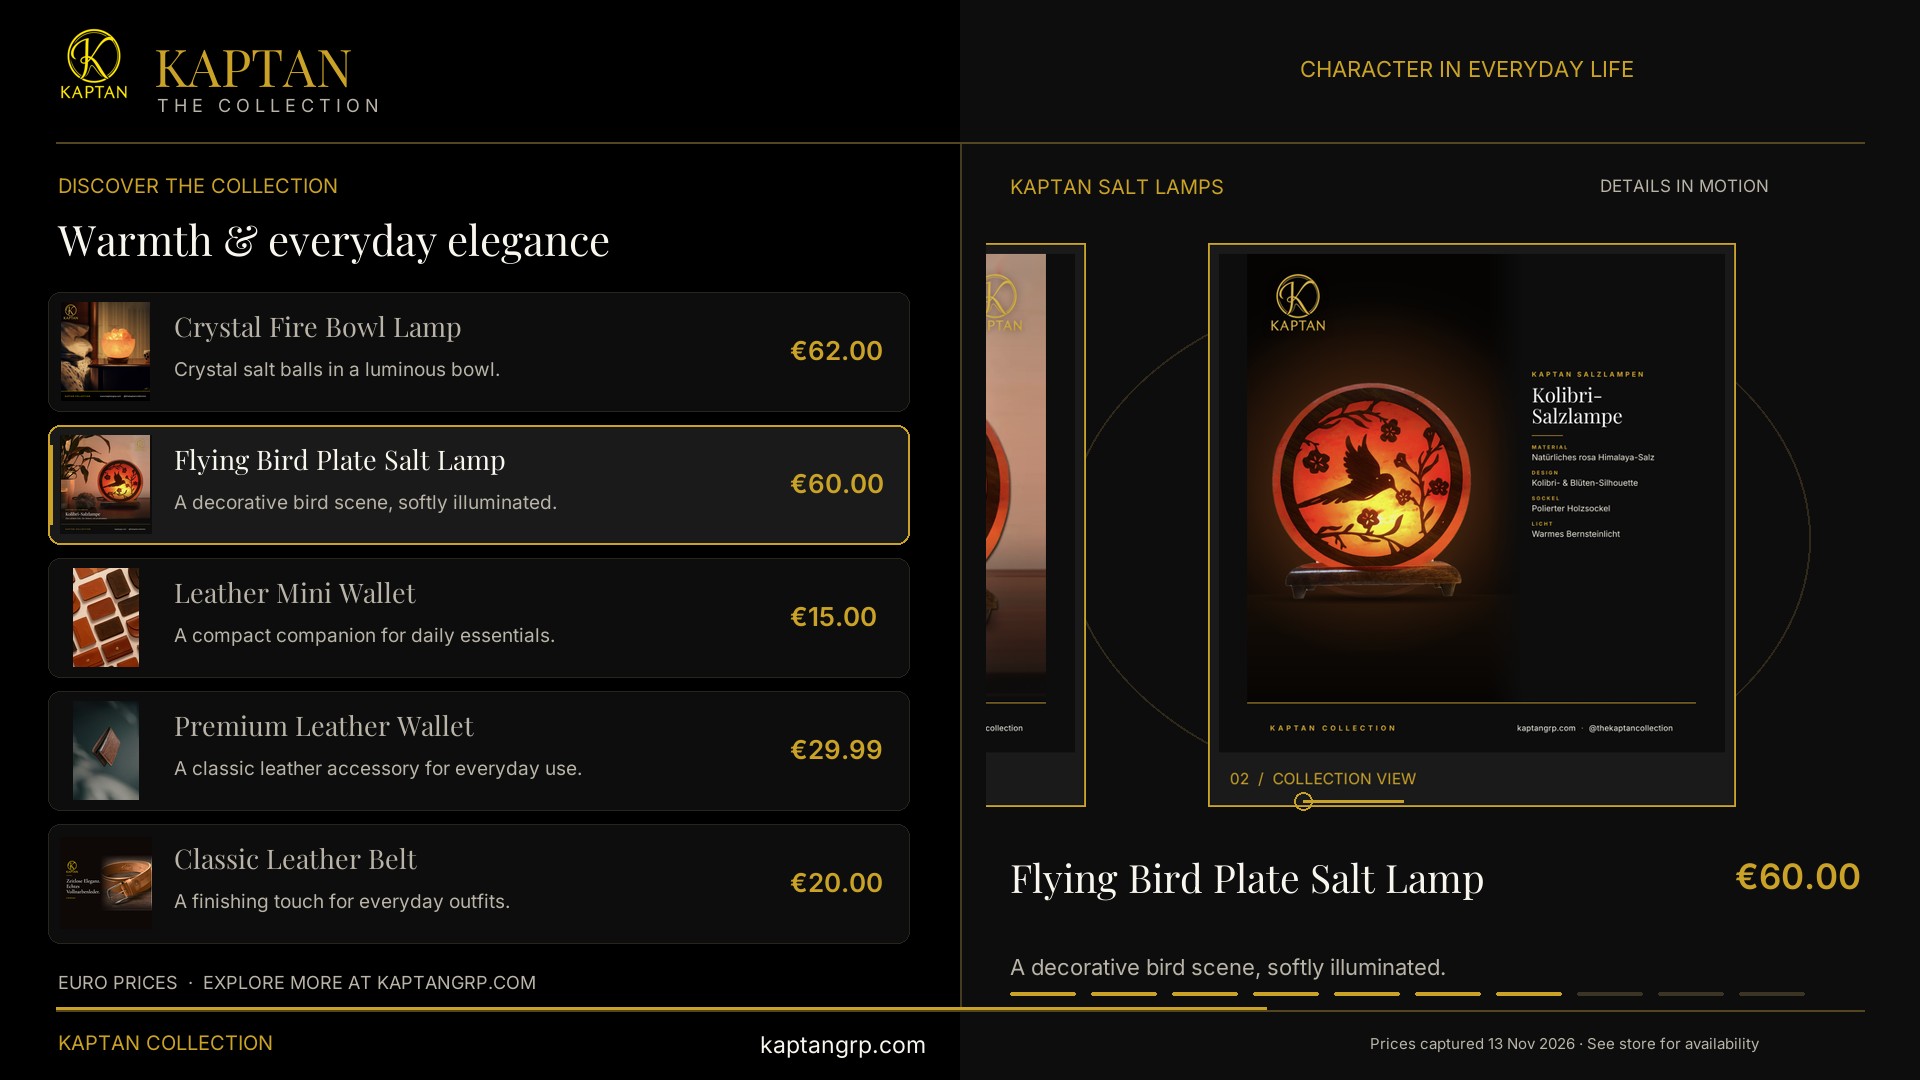 KAPTAN
KAPTAN
THE COLLECTION
CHARACTER IN EVERYDAY LIFE
DISCOVER THE COLLECTION
Warmth & everyday elegance
Crystal Fire Bowl Lamp
Crystal salt balls in a luminous bowl.
€62.00
Flying Bird Plate Salt Lamp
A decorative bird scene, softly illuminated.
€60.00
Leather Mini Wallet
A compact companion for daily essentials.
€15.00
Premium Leather Wallet
A classic leather accessory for everyday use.
€29.99
Classic Leather Belt
A finishing touch for everyday outfits.
€20.00
EURO PRICES · EXPLORE MORE AT KAPTANGRP.COM
KAPTAN SALT LAMPS
DETAILS IN MOTION
collection
KAPTAN
KAPTAN SALZLAMPEN
Kolibri-
Salzlampe
MATERIAL
Natürliches rosa Himalaya-Salz
DESIGN
Kolibri- & Blüten-Silhouette
SOCKEL
Polierter Holzsockel
LICHT
Warmes Bernsteinlicht
KAPTAN COLLECTION
kaptangrp.com · @thekaptancollection
02 / COLLECTION VIEW
Flying Bird Plate Salt Lamp
€60.00
A decorative bird scene, softly illuminated.
KAPTAN COLLECTION
kaptangrp.com
Prices captured 13 Nov 2026 · See store for availability